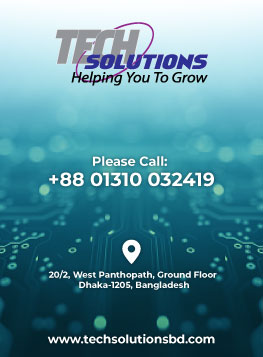 TECH
SOLUTIONS
Helping You To Grow
Please Call:
+88 01310 032419
20/2, West Panthopath, Ground Floor
Dhaka-1205, Bangladesh
www.techsolutionsbd.com